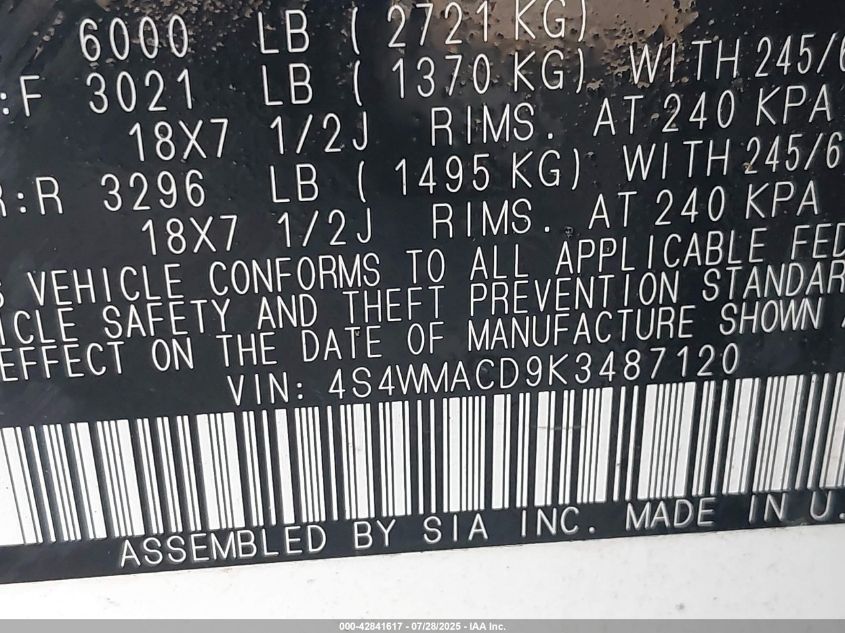 6000 LB ( 2721 KG)
:F 3021 LB ( 1370 KG) WITH 245/6
18X7 1/2J RIMS. AT 240 KPA
R:R 3296 LB ( 1495 KG) WITH 245/6
18X7 1/2J RIMS. AT 240 KPA
S VEHICLE CONFORMS TO ALL APPLICABLE FED
ICLE SAFETY AND THEFT PREVENTION STANDAR
EFFECT ON THE DATE OF MANUFACTURE SHOWN A
VIN: 4S4WMACD9K3487120
ASSEMBLED BY SIA INC. MADE IN U.
000-42841617 - 07/28/2025 - IAA Inc.